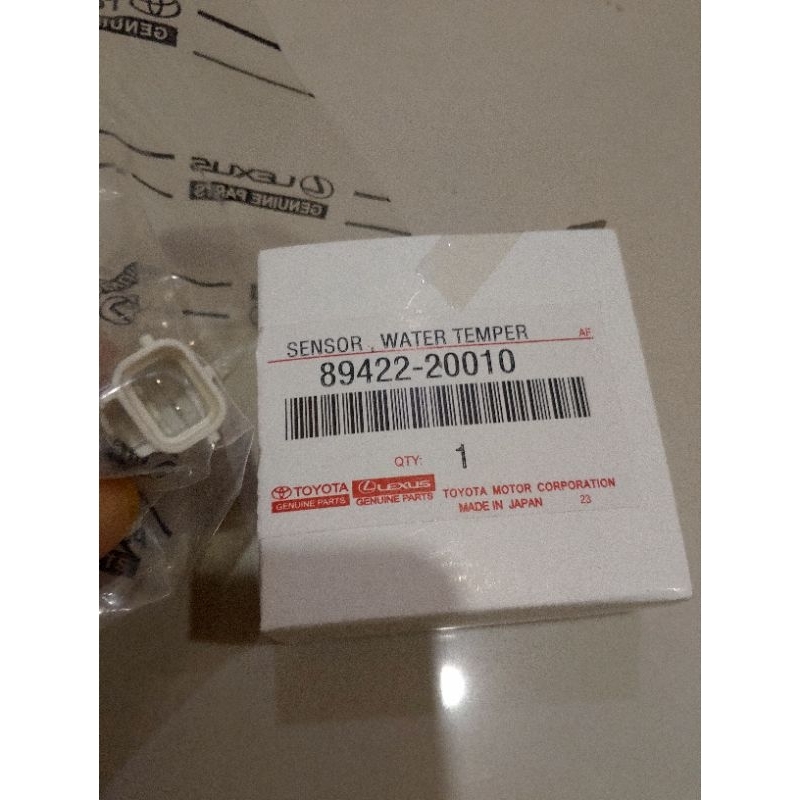 GENUIN
LEXUS
GENUINE PARTS
SENSOR , WATER TEMPER
AF
89422-20010
QTY: 1
TOYOTA
GENUINE PARTS
LEXUS
GENUINE PARTS
TOYOTA MOTOR CORPORATION
MADE IN JAPAN 23